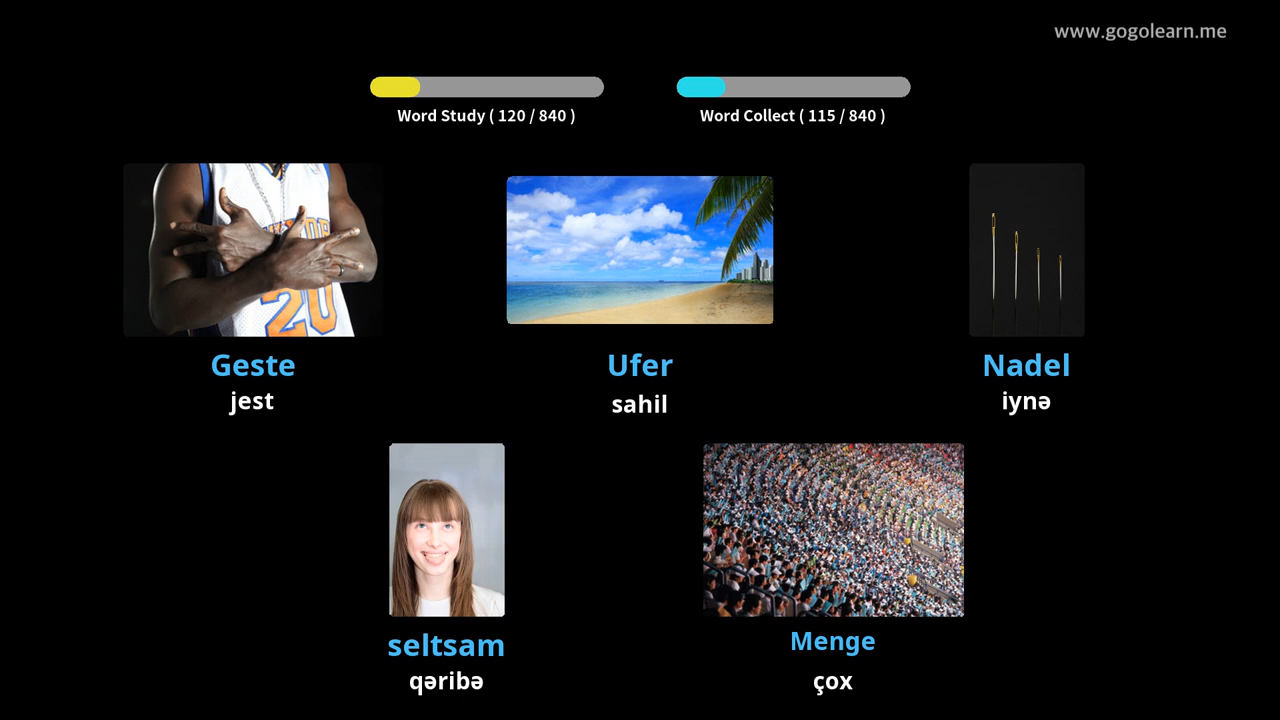 www.gogolearn.me
Word Study ( 120 / 840 )
Word Collect ( 115 / 840 )
20
Geste
jest
Ufer
sahil
Nadel
iynə
seltsam
qəribə
Menge
çox